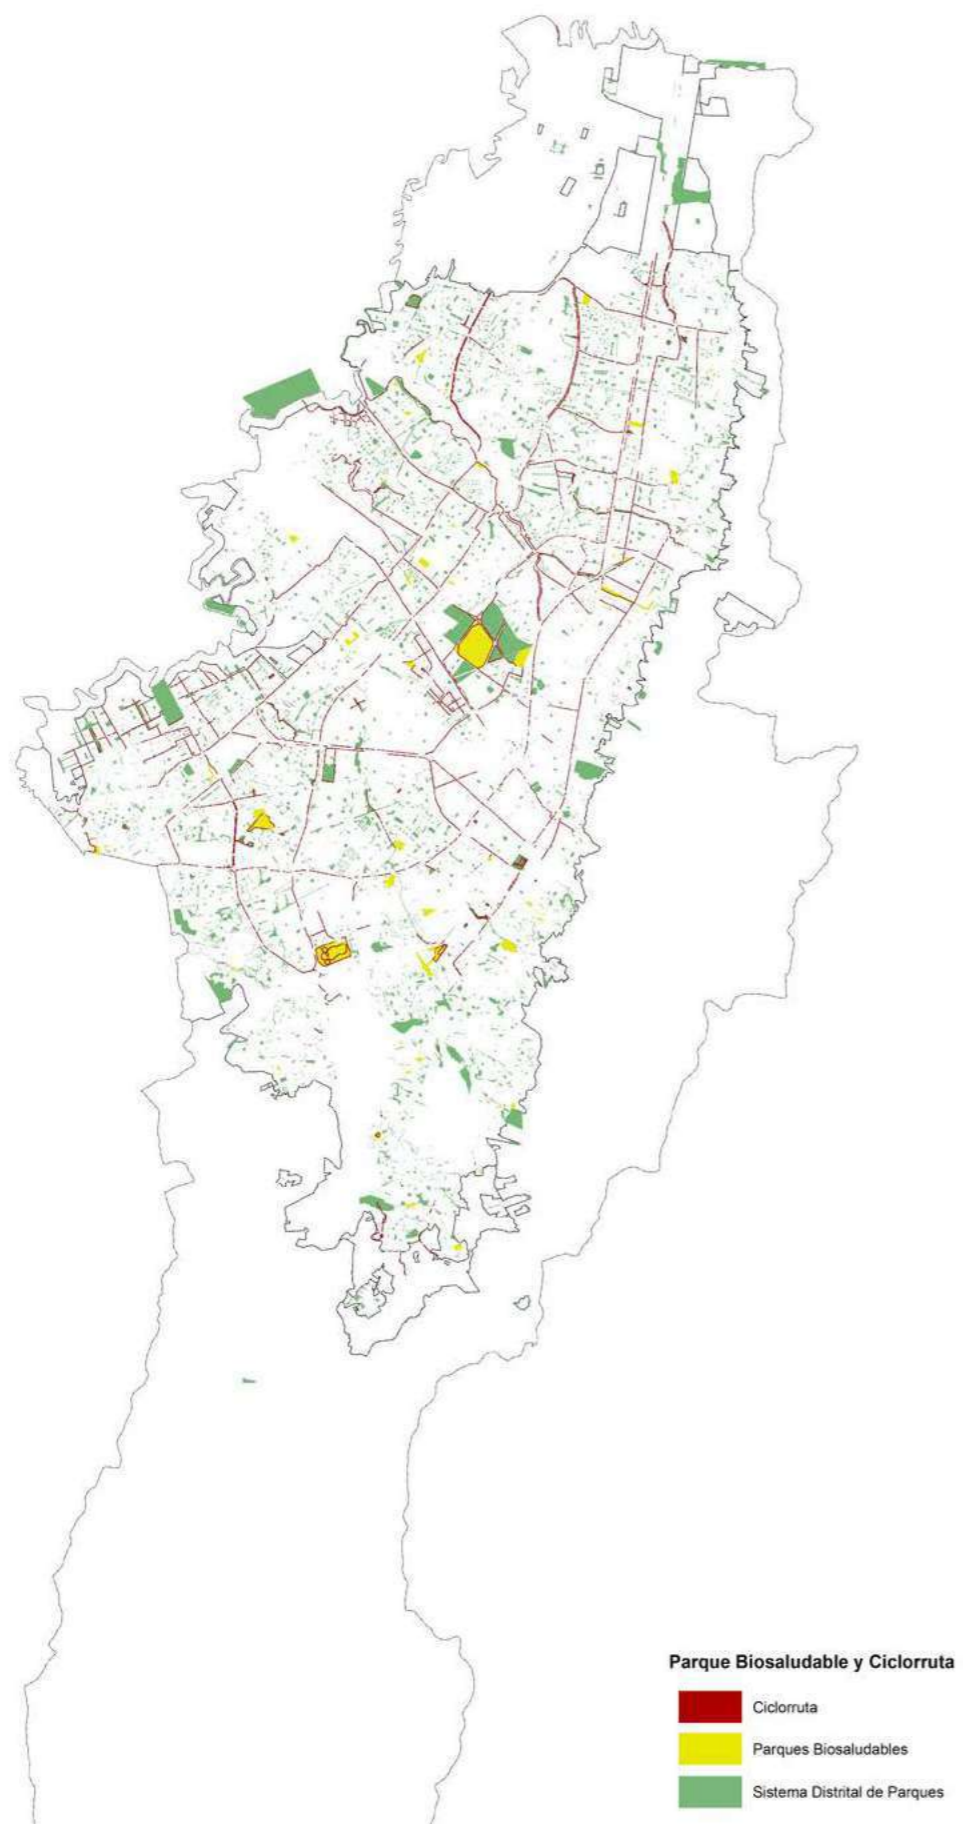 Parque Biosaludable y Ciclorruta
Ciclorruta
Parques Biosaludables
Sistema Distrital de Parques